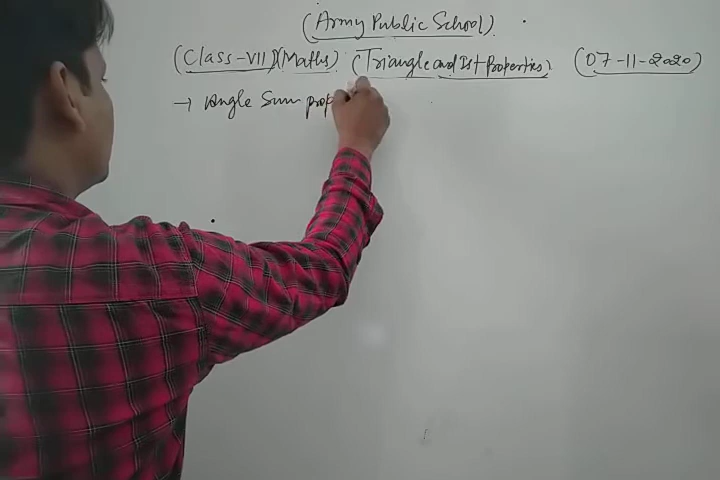 (Army Public School)
(Class-VII) (Maths) (Triangle and Its Properties) (07-11-2020)
→ Angle Sum prop